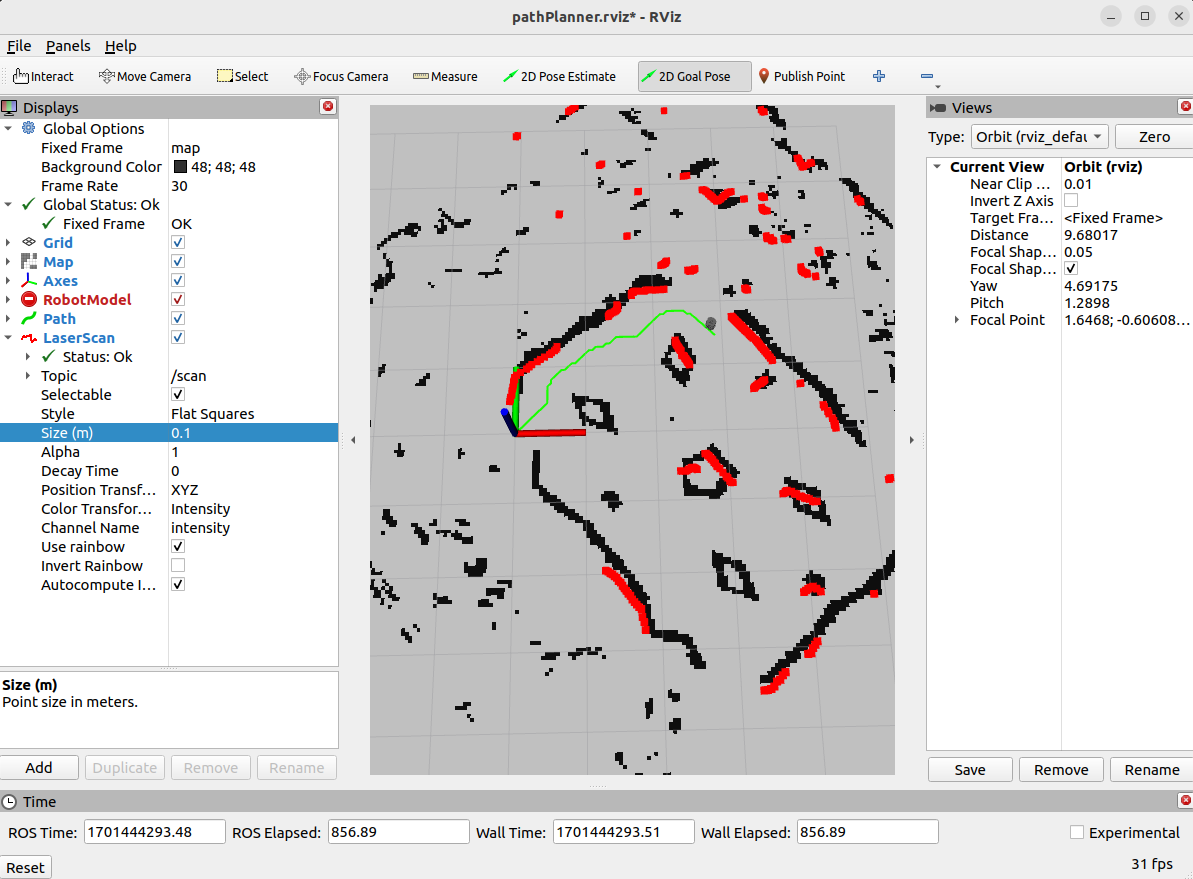 pathPlanner.rviz* - RViz
File Panels Help
Interact Move Camera Select Focus Camera Measure 2D Pose Estimate 2D Goal Pose Publish Point
Displays
Global Options
Fixed Frame map
Background Color 48; 48; 48
Frame Rate 30
Global Status: Ok
Fixed Frame OK
Grid
Map
Axes
RobotModel
Path
LaserScan
Status: Ok
Topic /scan
Selectable
Style Flat Squares
Size (m) 0.1
Alpha 1
Decay Time 0
Position Transf... XYZ
Color Transfor... Intensity
Channel Name intensity
Use rainbow
Invert Rainbow
Autocompute I...
Size (m)
Point size in meters.
Add Duplicate Remove Rename
Views
Type: Orbit (rviz_defau Zero
Current View Orbit (rviz)
Near Clip ... 0.01
Invert Z Axis
Target Fra... <Fixed Frame>
Distance 9.68017
Focal Shap... 0.05
Focal Shap...
Yaw 4.69175
Pitch 1.2898
Focal Point 1.6468; -0.60608...
Save Remove Rename
Time
ROS Time: 1701444293.48 ROS Elapsed: 856.89 Wall Time: 1701444293.51 Wall Elapsed: 856.89 Experimental
Reset 31 fps